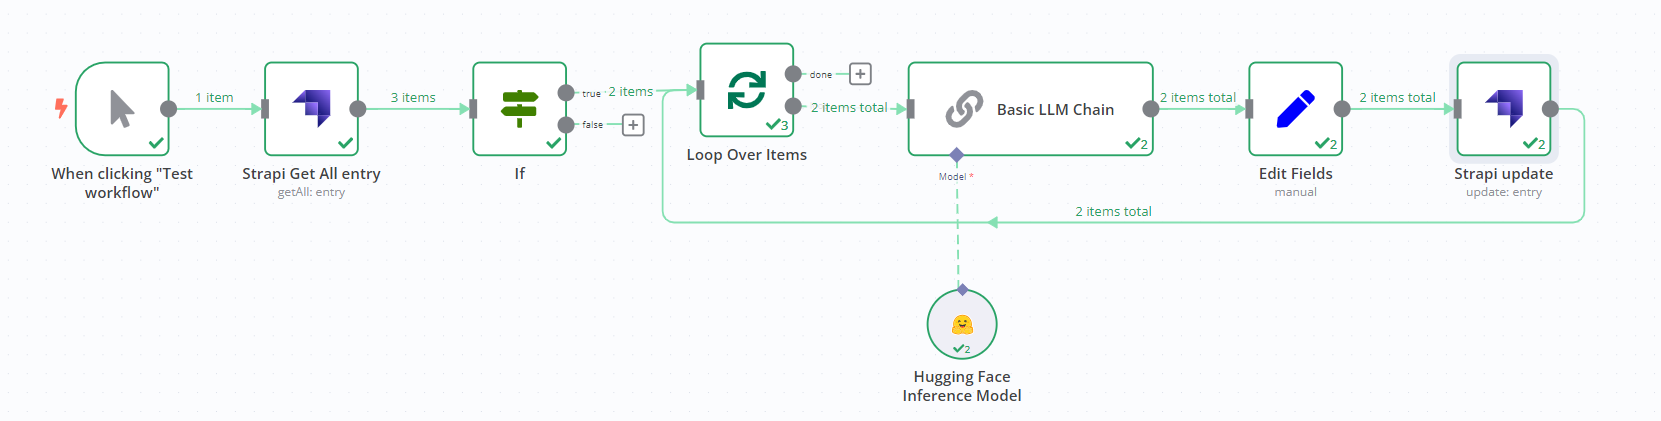 1 item
3 items
true
2 items
false
done
2 items total
Basic LLM Chain
2 items total
2 items total
3
2
2
2
When clicking "Test
workflow"
Strapi Get All entry
getAll: entry
If
Loop Over Items
Model *
Edit Fields
manual
Strapi update
update: entry
2 items total
2
Hugging Face
Inference Model